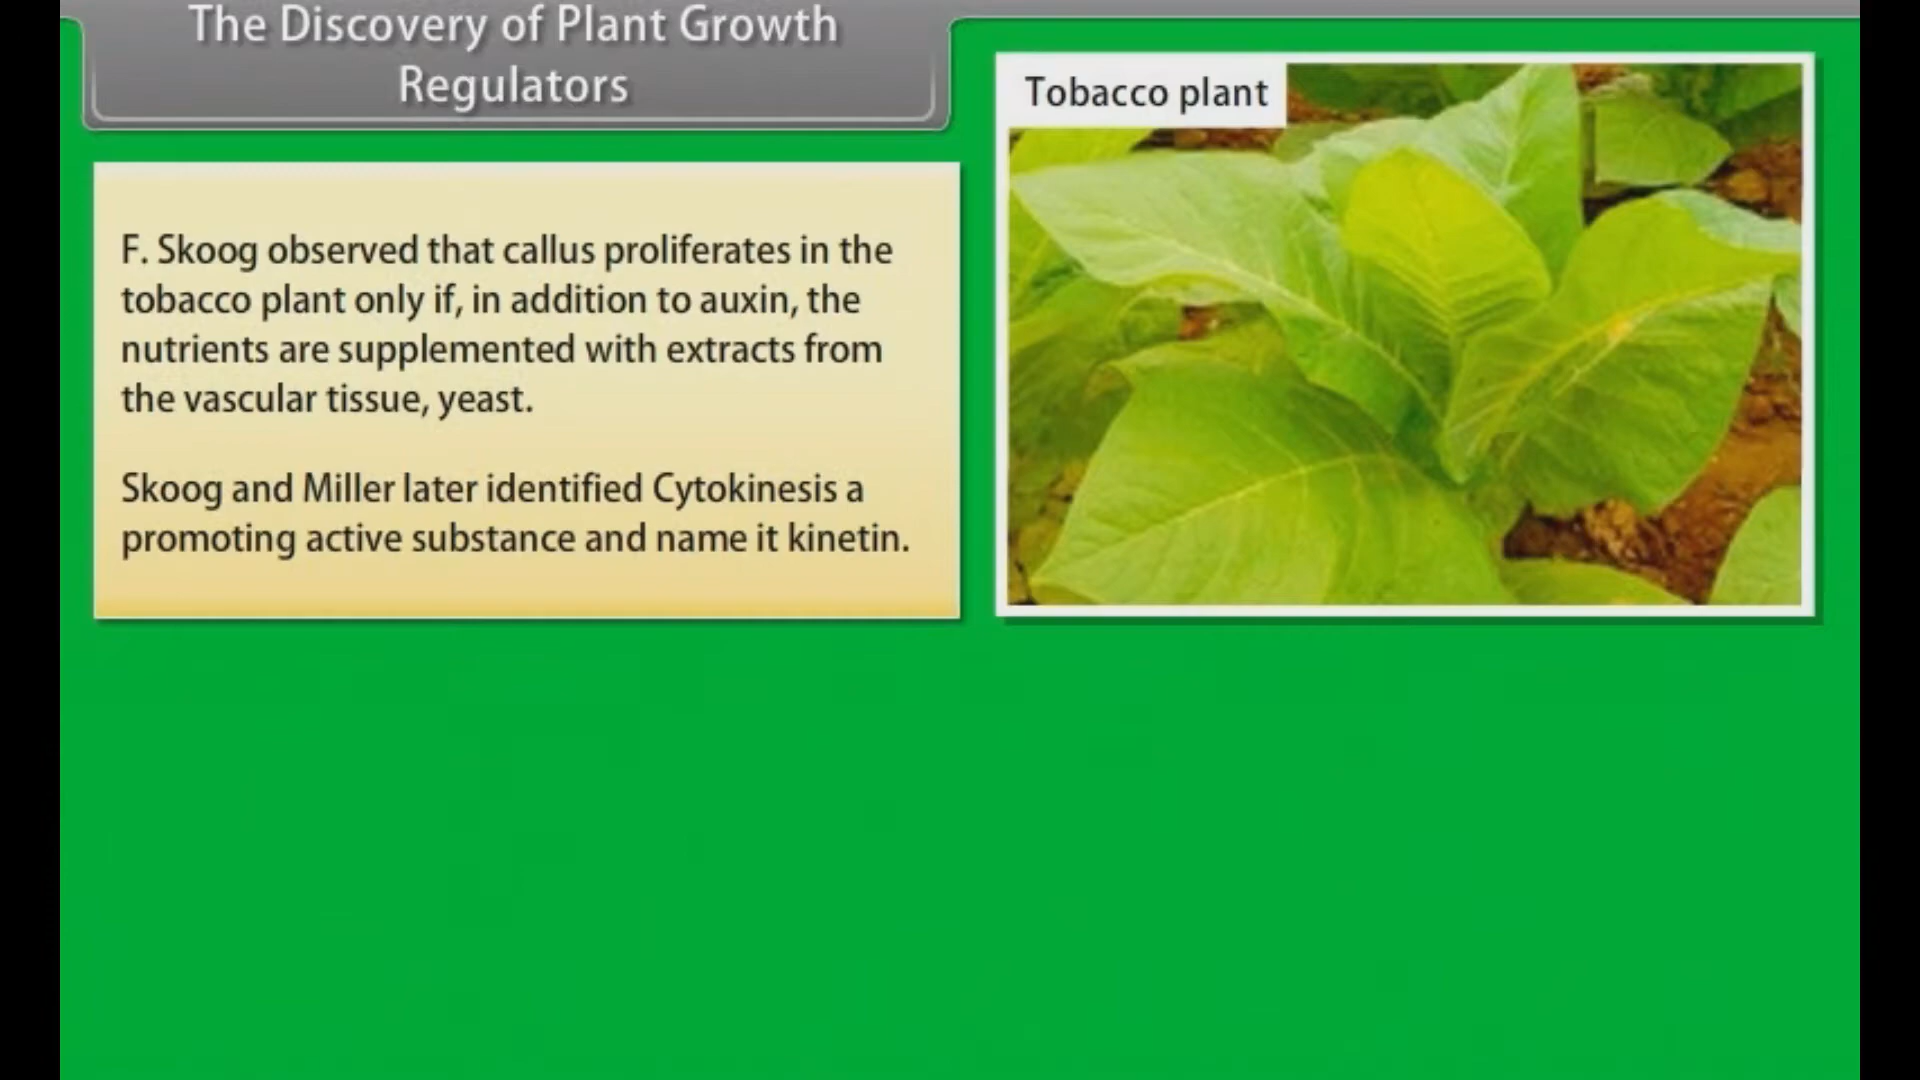 The Discovery of Plant Growth
Regulators
Tobacco plant
F. Skoog observed that callus proliferates in the
tobacco plant only if, in addition to auxin, the
nutrients are supplemented with extracts from
the vascular tissue, yeast.
Skoog and Miller later identified Cytokinesis a
promoting active substance and name it kinetin.